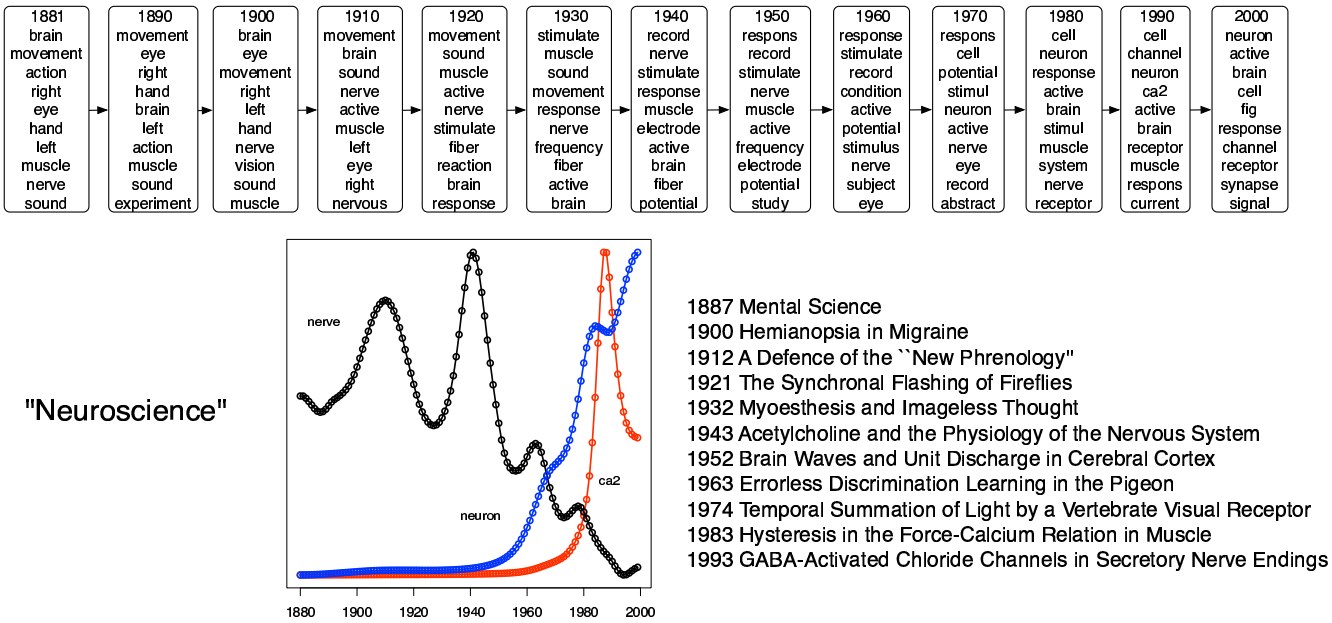 1881
brain
movement
action
right
eye
hand
left
muscle
nerve
sound
1890
movement
eye
right
hand
brain
left
action
muscle
sound
experiment
1900
brain
eye
movement
right
left
hand
nerve
vision
sound
muscle
1910
movement
brain
sound
nerve
active
muscle
left
eye
right
nervous
1920
movement
sound
muscle
active
nerve
stimulate
fiber
reaction
brain
response
1930
stimulate
muscle
sound
movement
response
nerve
frequency
fiber
active
brain
1940
record
nerve
stimulate
response
muscle
electrode
active
brain
fiber
potential
1950
respons
record
stimulate
nerve
muscle
active
frequency
electrode
potential
study
1960
response
stimulate
record
condition
active
potential
stimulus
nerve
subject
eye
1970
respons
cell
potential
stimul
neuron
active
nerve
eye
record
abstract
1980
cell
neuron
response
active
brain
stimul
muscle
system
nerve
receptor
1990
cell
channel
neuron
ca2
active
brain
receptor
muscle
respons
current
2000
neuron
active
brain
cell
fig
response
channel
receptor
synapse
signal
"Neuroscience"
nerve
ca2
neuron
1880 1900 1920 1940 1960 1980 2000
1887 Mental Science
1900 Hemianopsia in Migraine
1912 A Defence of the ``New Phrenology"
1921 The Synchronal Flashing of Fireflies
1932 Myoesthesis and Imageless Thought
1943 Acetylcholine and the Physiology of the Nervous System
1952 Brain Waves and Unit Discharge in Cerebral Cortex
1963 Errorless Discrimination Learning in the Pigeon
1974 Temporal Summation of Light by a Vertebrate Visual Receptor
1983 Hysteresis in the Force-Calcium Relation in Muscle
1993 GABA-Activated Chloride Channels in Secretory Nerve Endings